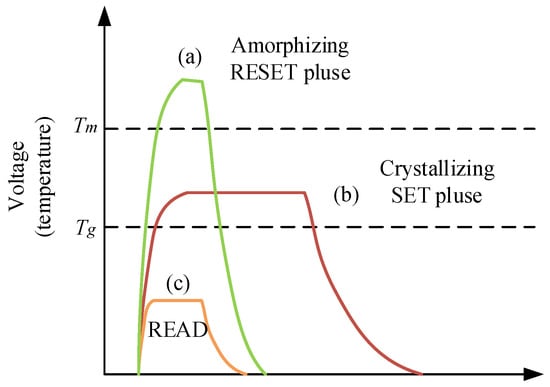 (a)
Amorphizing
RESET pluse
Tm
Voltage
(temperature)
Crystallizing
SET pluse
(b)
Tg
(c)
READ